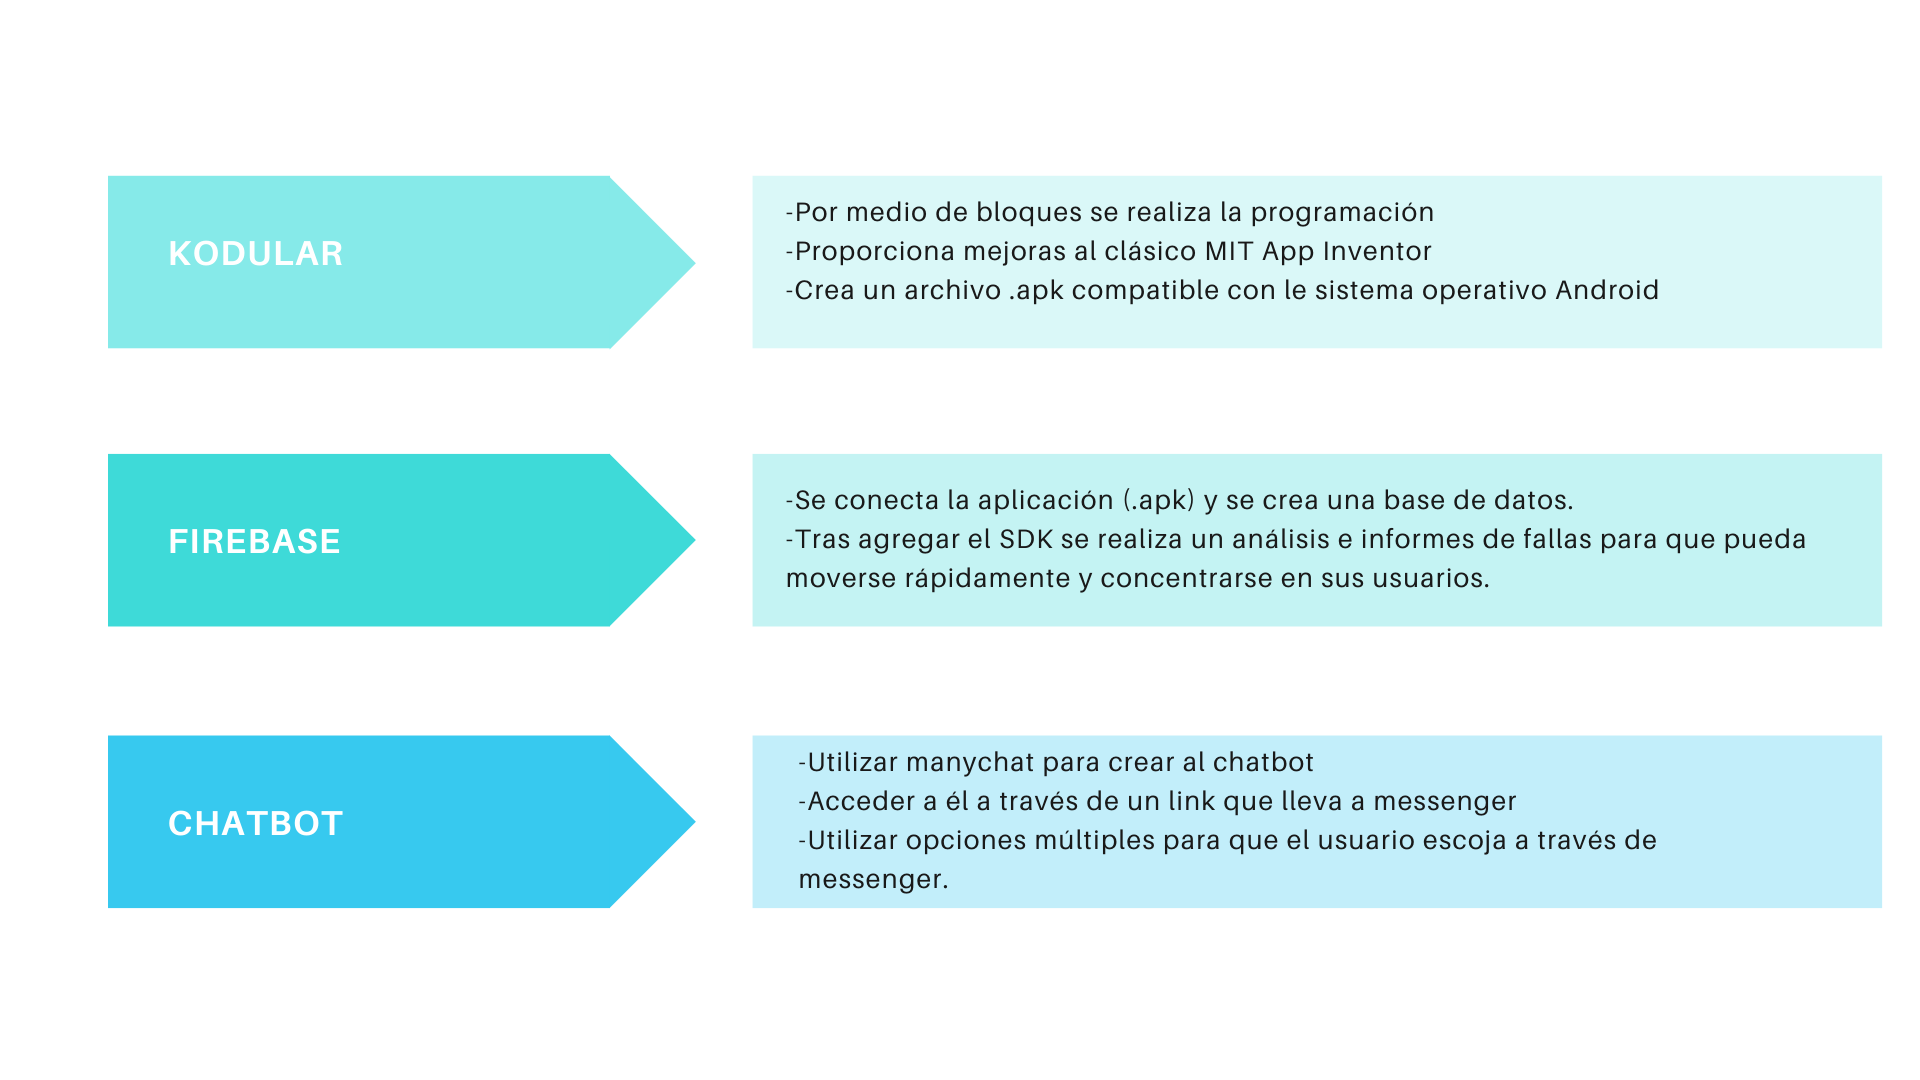 KODULAR
-Por medio de bloques se realiza la programación
-Proporciona mejoras al clásico MIT App Inventor
-Crea un archivo .apk compatible con le sistema operativo Android
FIREBASE
-Se conecta la aplicación (.apk) y se crea una base de datos.
-Tras agregar el SDK se realiza un análisis e informes de fallas para que pueda
moverse rápidamente y concentrarse en sus usuarios.
CHATBOT
-Utilizar manychat para crear al chatbot
-Acceder a él a través de un link que lleva a messenger
-Utilizar opciones múltiples para que el usuario escoja a través de
messenger.